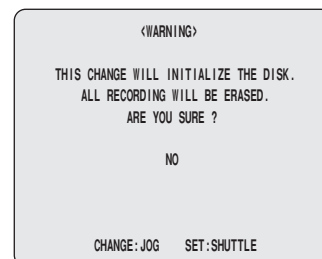 <WARNING>
THIS CHANGE WILL INITIALIZE THE DISK.
ALL RECORDING WILL BE ERASED.
ARE YOU SURE ?
NO
CHANGE:JOG SET:SHUTTLE